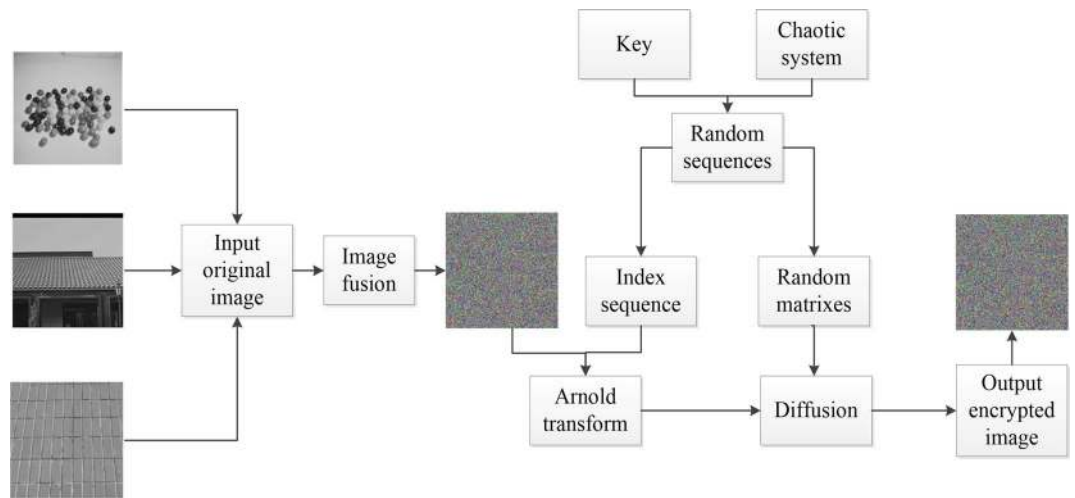 Key
Chaotic
system
Random
sequences
Input
original
image
Image
fusion
Index
sequence
Random
matrixes
Arnold
transform
Diffusion
Output
encrypted
image